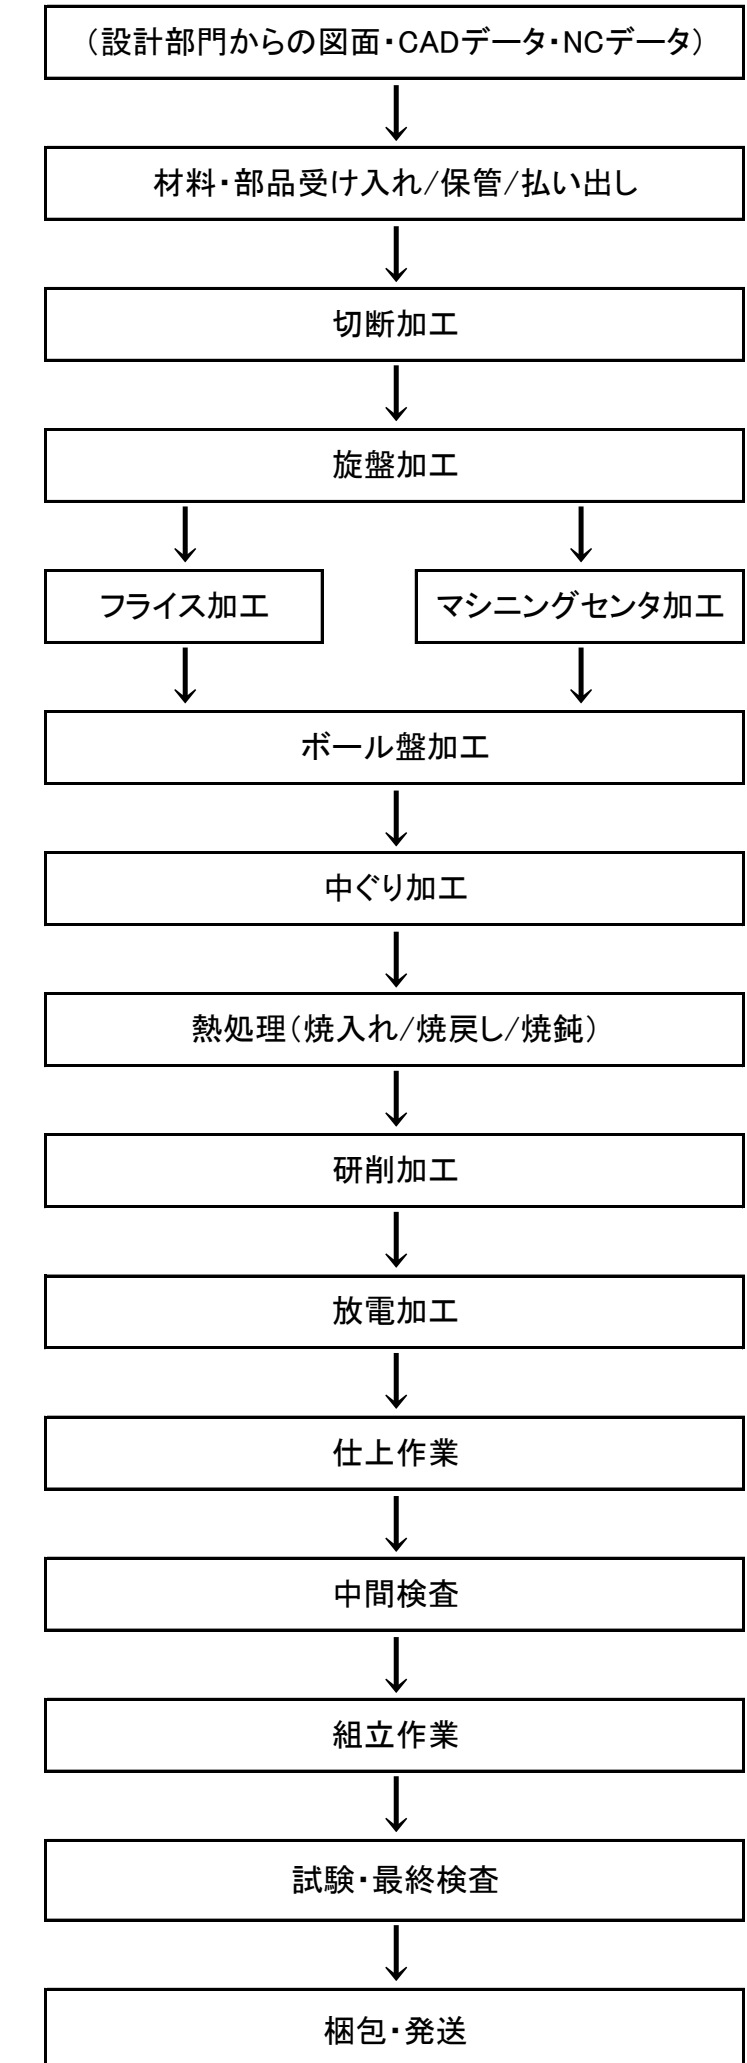 （設計部門からの図面・CADデータ・NCデータ）
材料・部品受け入れ/保管/払い出し
切断加工
旋盤加工
フライス加工
マシニングセンタ加工
ボール盤加工
中ぐり加工
熱処理（焼入れ/焼戻し/焼鈍）
研削加工
放電加工
仕上作業
中間検査
組立作業
試験・最終検査
梱包・発送